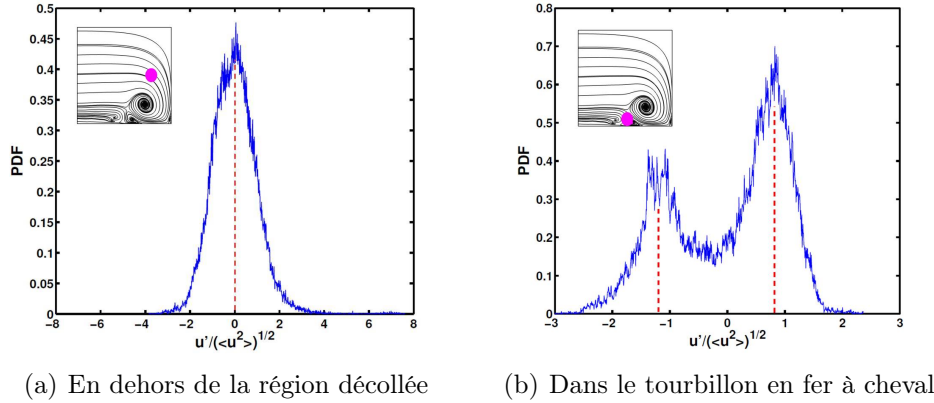 0.5
0.45
0.4
0.35
0.3
0.25
0.2
0.15
0.1
0.05
0
PDF
−8 −6 −4 −2 0 2 4 6 8
u'/(<u²>)^1/2
0.8
0.7
0.6
0.5
0.4
0.3
0.2
0.1
0
PDF
−3 −2 −1 0 1 2 3
u'/(<u²>)^1/2
(a) En dehors de la région décollée
(b) Dans le tourbillon en fer à cheval